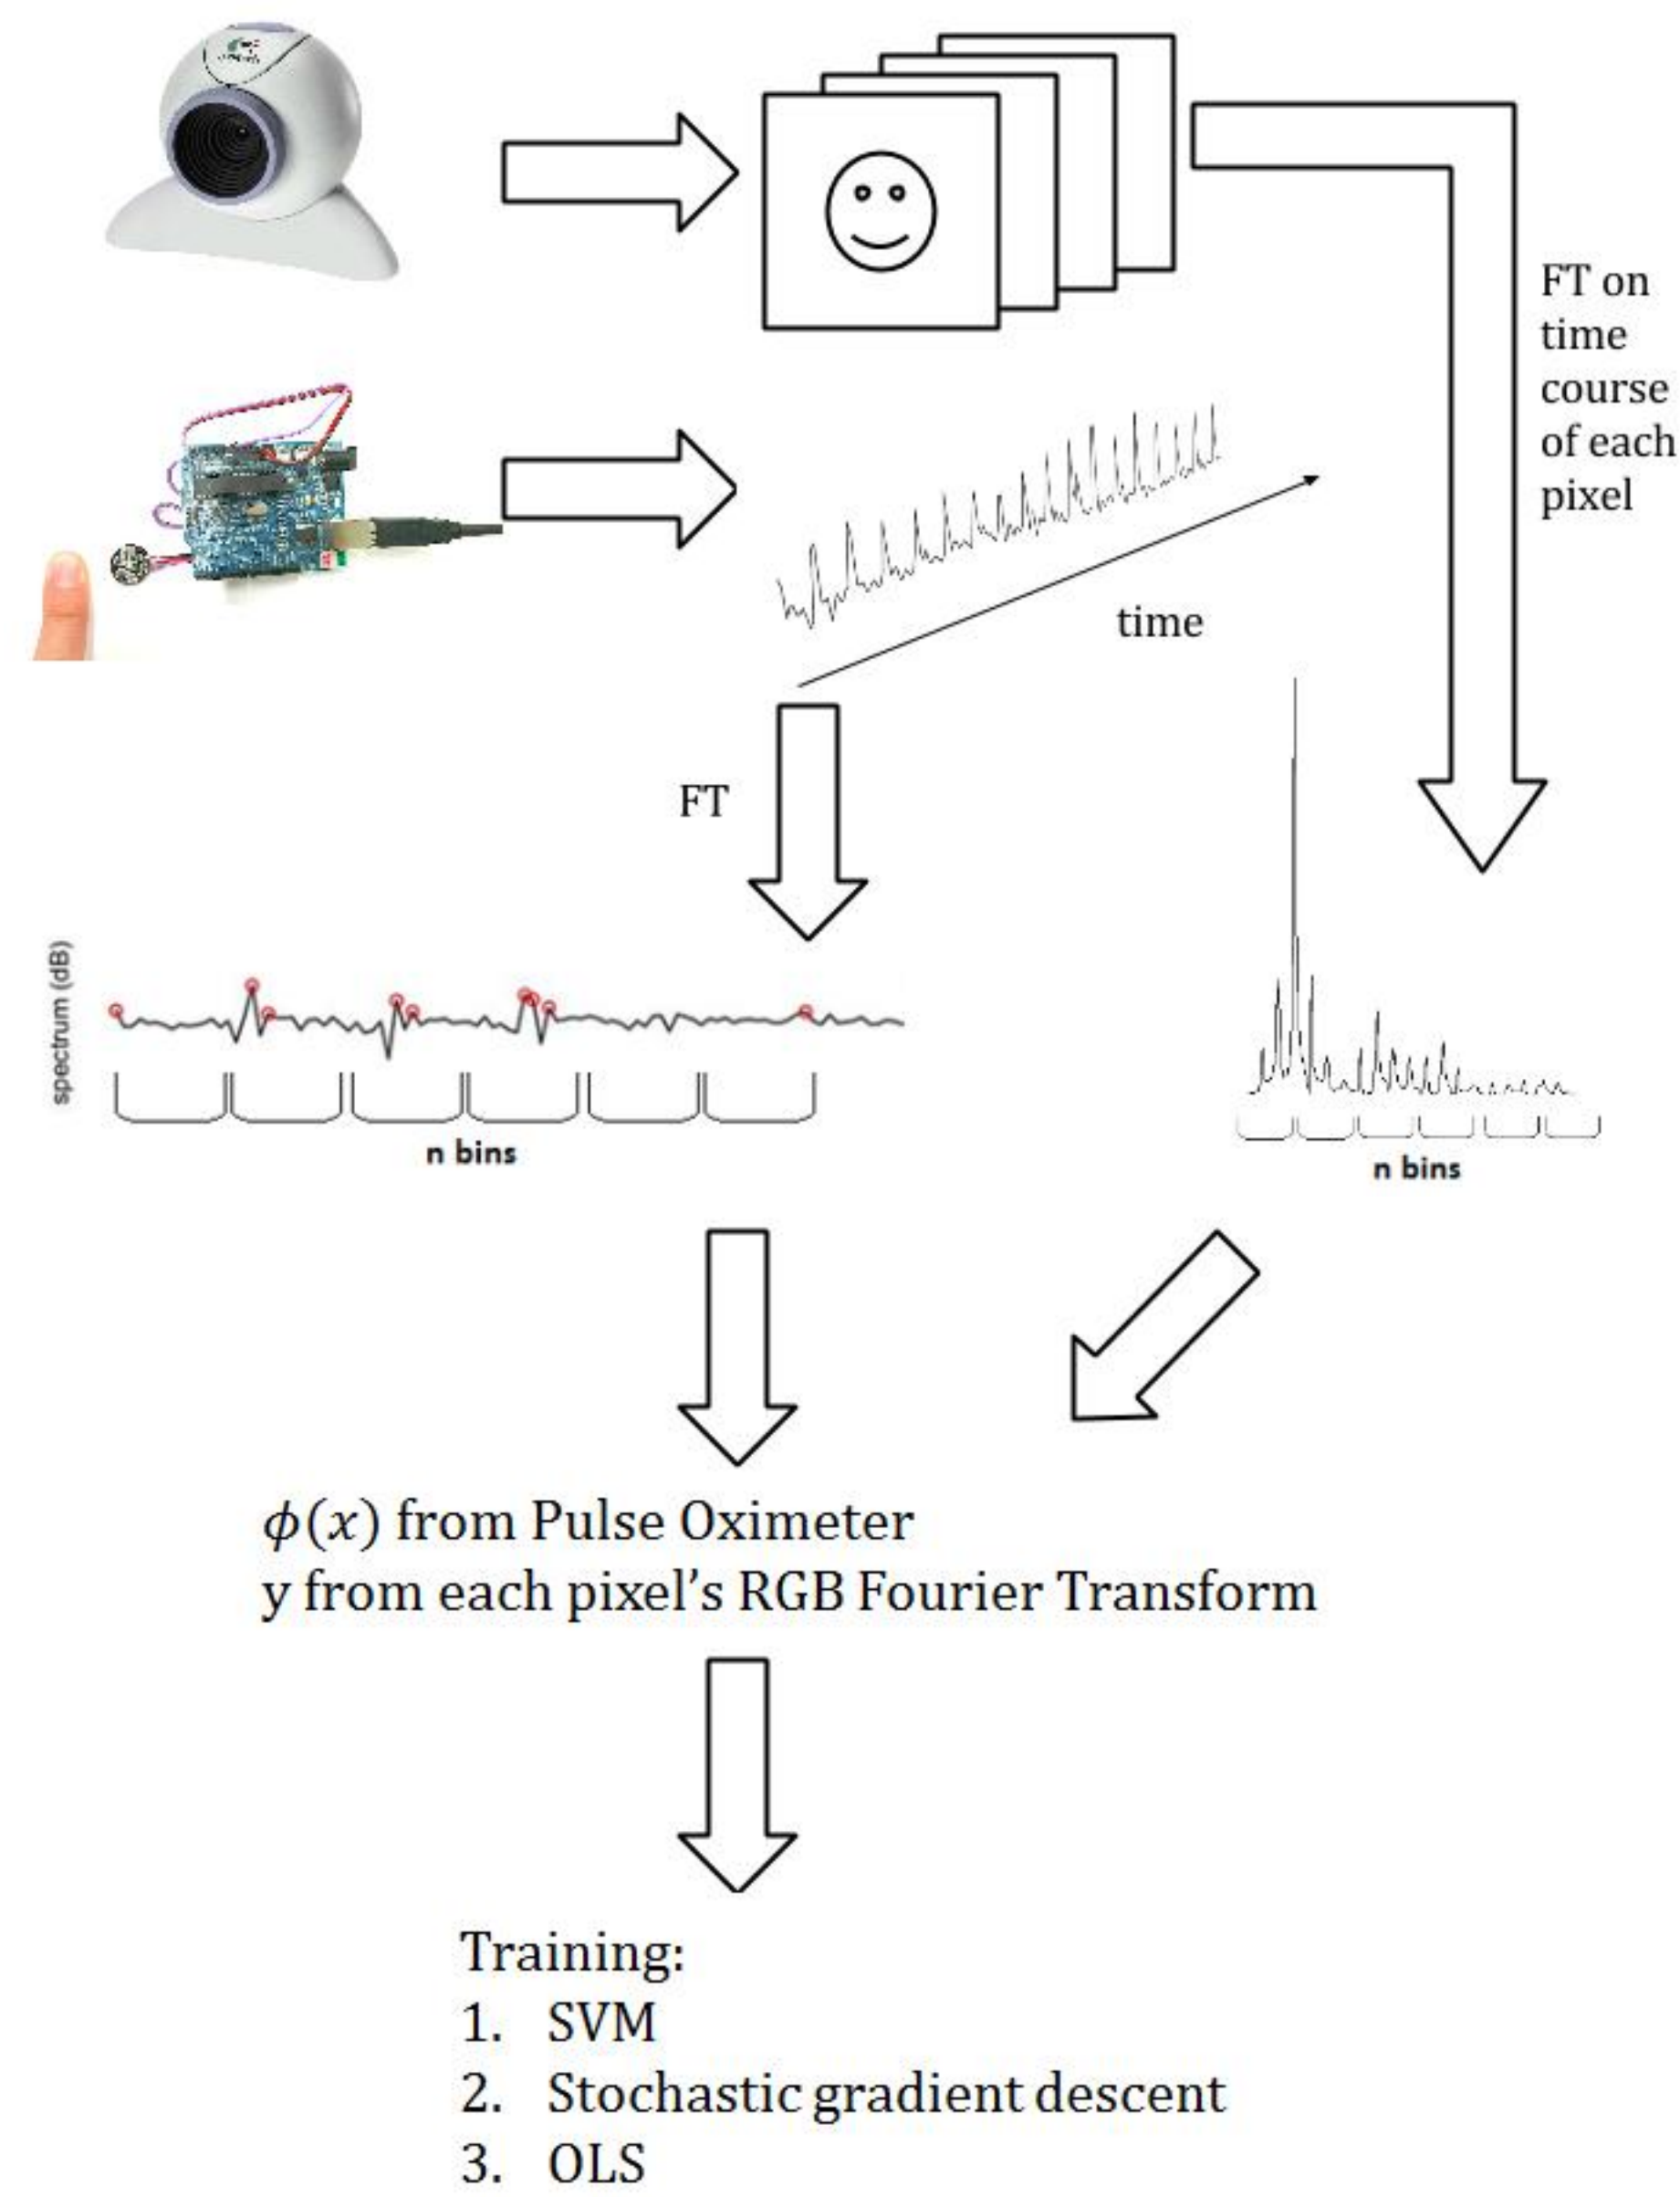 FT on
time
course
of each
pixel
time
FT
spectrum (dB)
n bins
n bins
ϕ(x) from Pulse Oximeter
y from each pixel’s RGB Fourier Transform
Training:
1. SVM
2. Stochastic gradient descent
3. OLS